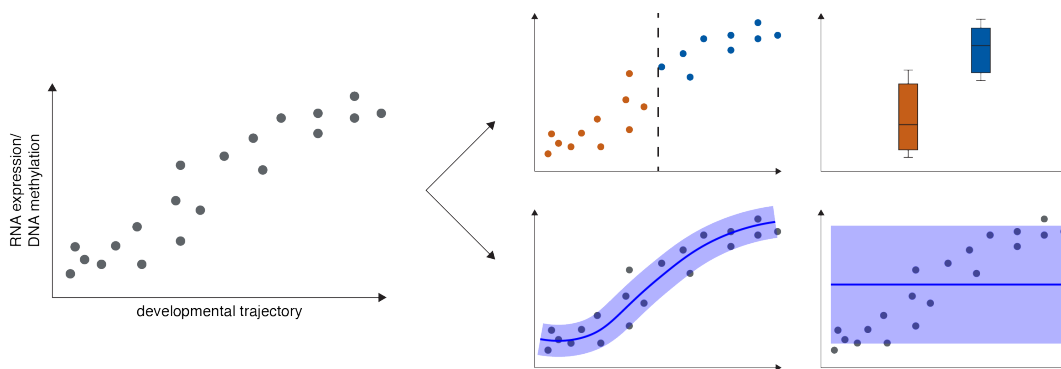 RNA expression/
DNA methylation
developmental trajectory